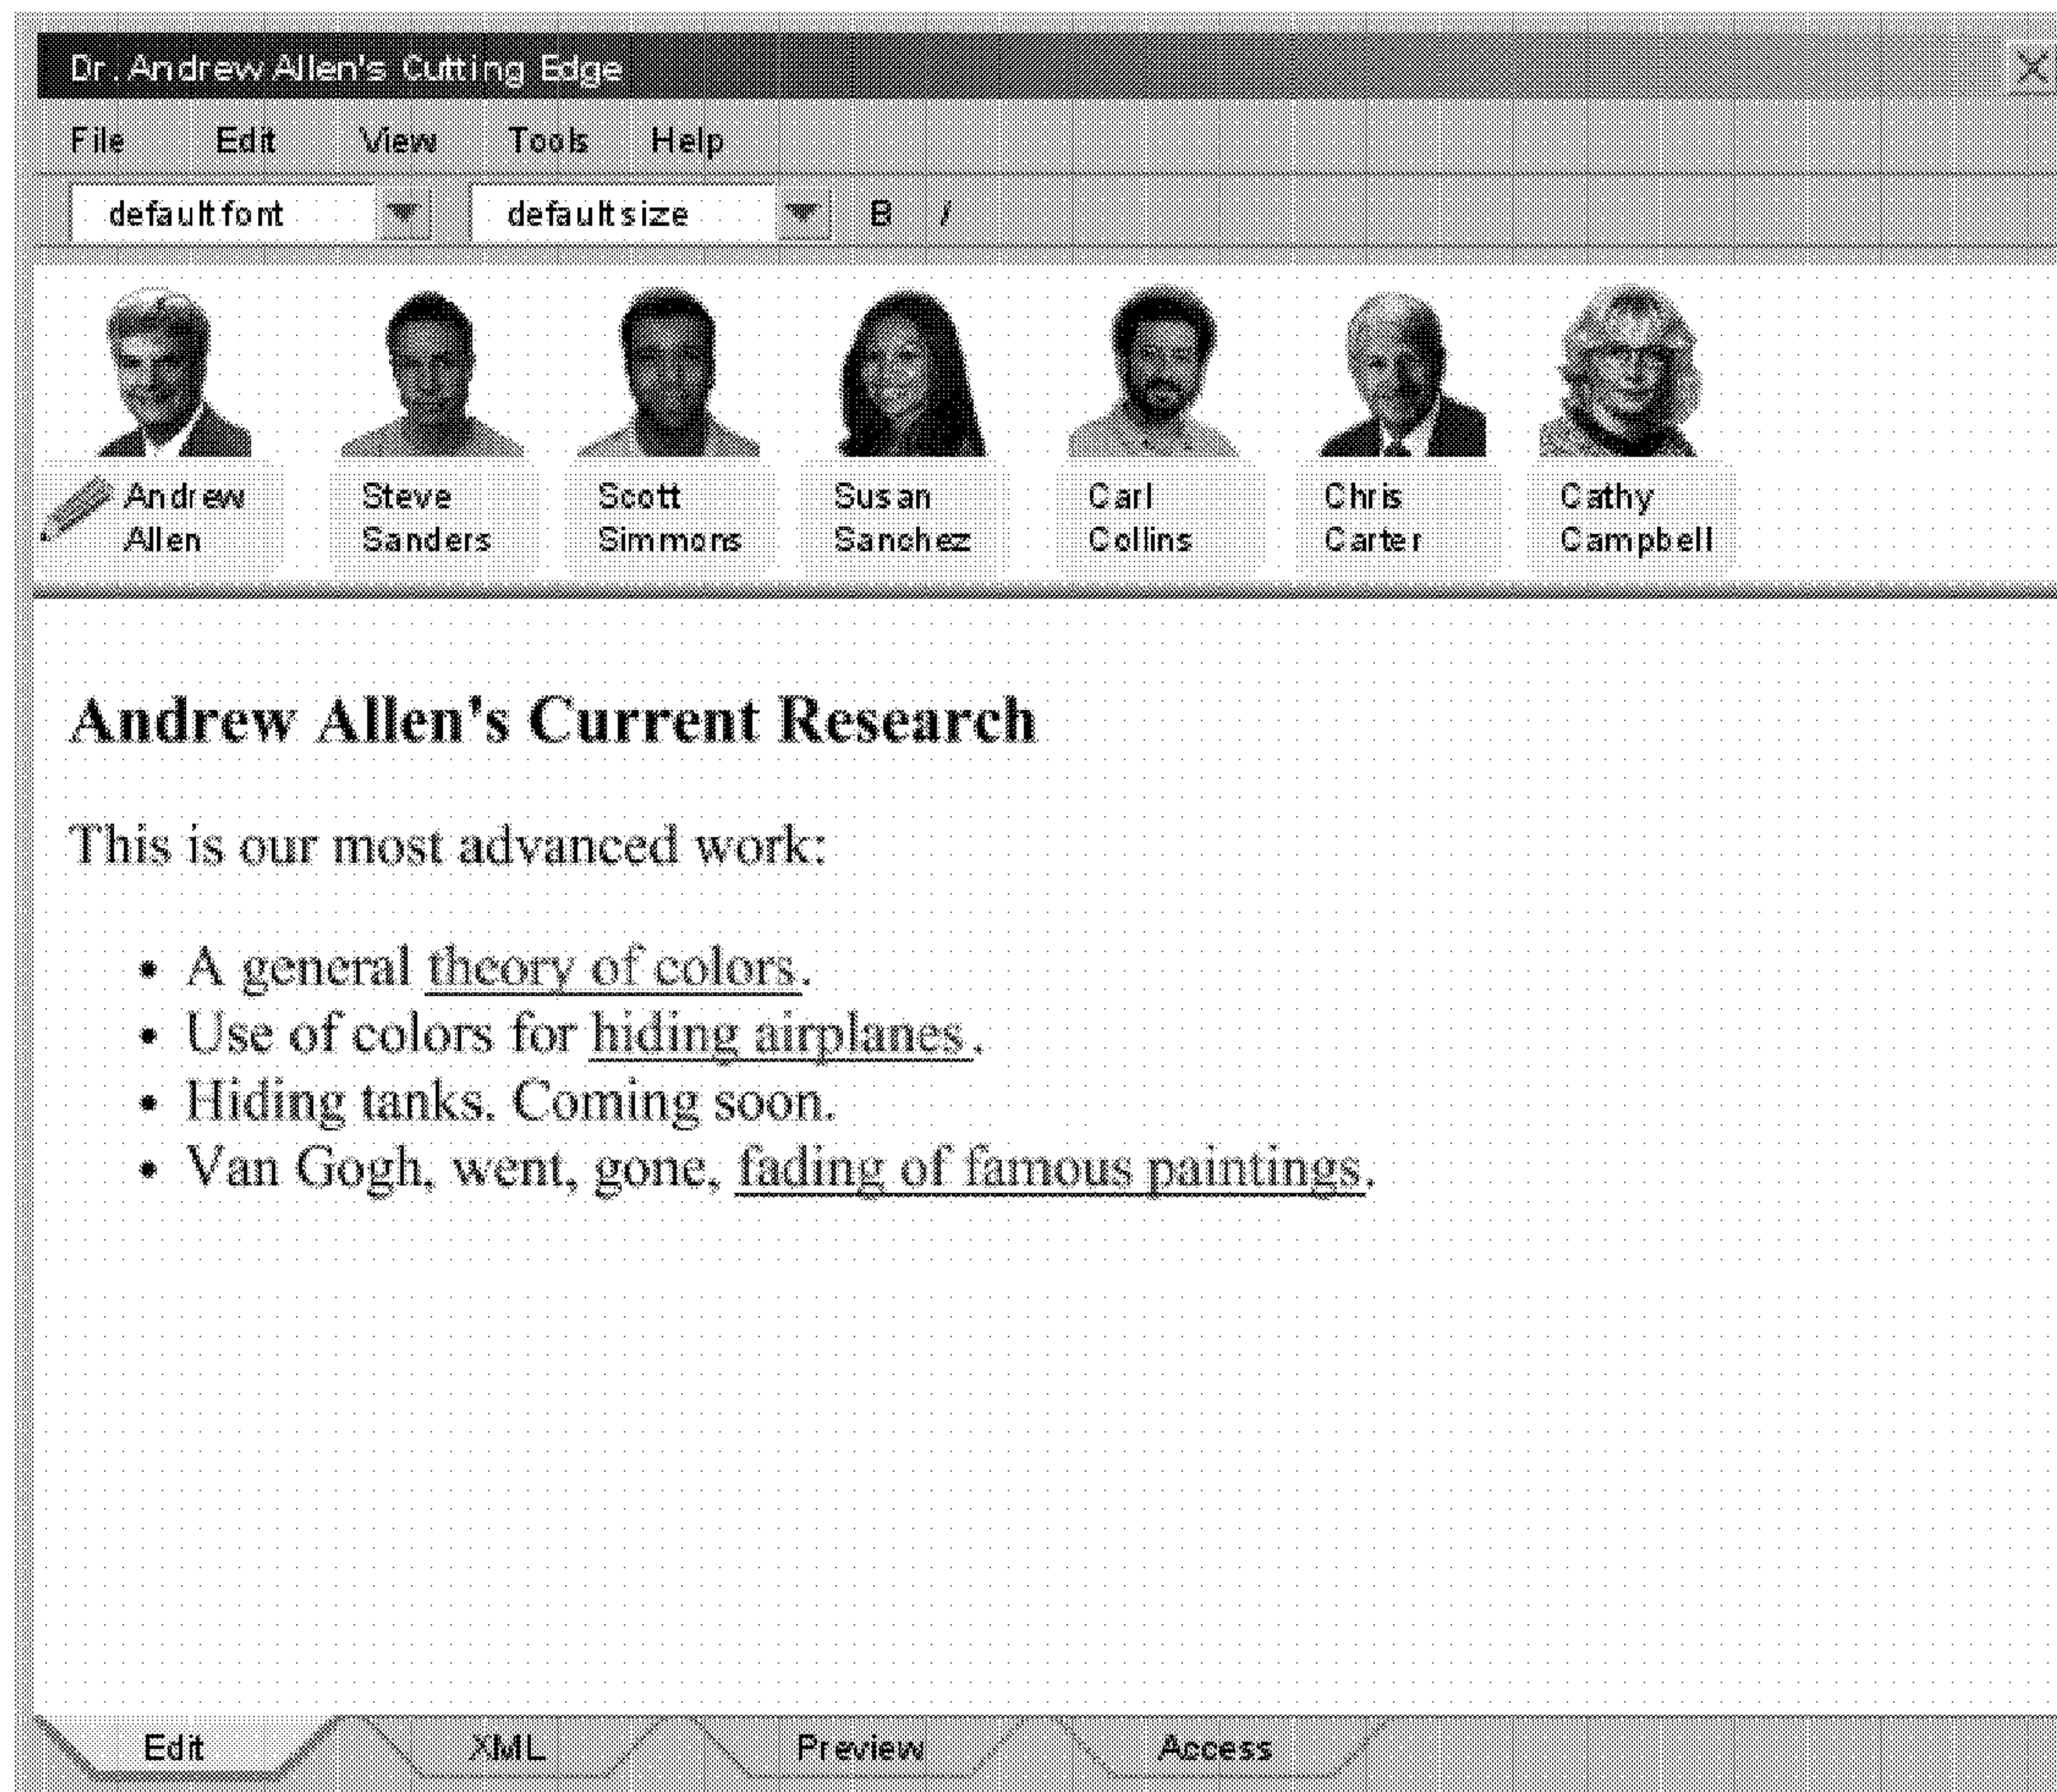 Dr. Andrew Allen's Cutting Edge
File Edit View Tools Help
default font default size B I
Andrew Steve Scott Susan Carl Chris Cathy
Allen Sanders Simmons Sanchez Collins Carter Campbell
Andrew Allen's Current Research
This is our most advanced work:
• A general theory of colors.
• Use of colors for hiding airplanes.
• Hiding tanks. Coming soon.
• Van Gogh, went, gone, fading of famous paintings.
Edit XML Preview Access